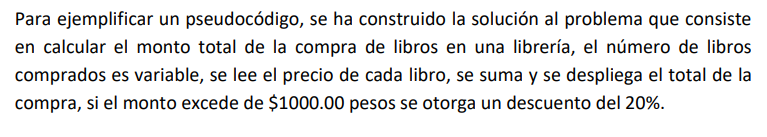 Para ejemplificar un pseudocódigo, se ha construido la solución al problema que consiste
en calcular el monto total de la compra de libros en una librería, el número de libros
comprados es variable, se lee el precio de cada libro, se suma y se despliega el total de la
compra, si el monto excede de $1000.00 pesos se otorga un descuento del 20%.